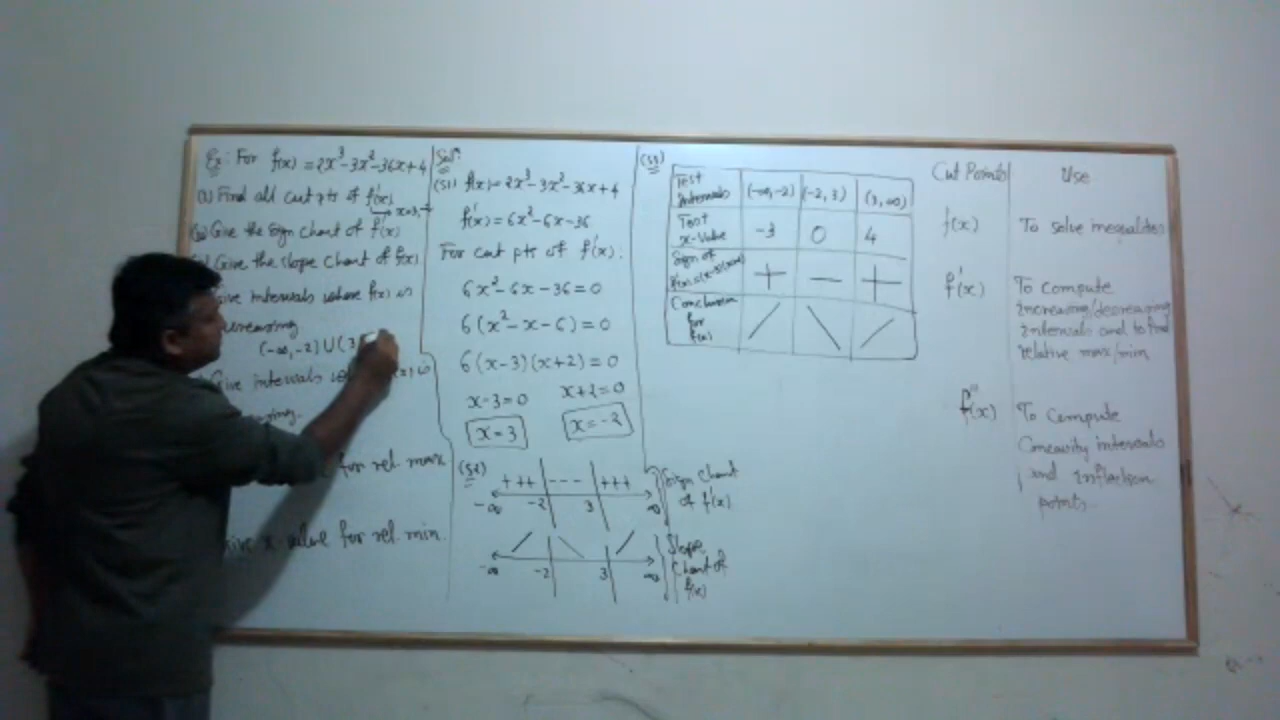 Ex: For f(x) = 2x³-3x²-36x+4
(a) Find all cut pts of f'(x)
x=3,-2
(b) Give the Sign Chart of f'(x)
Give the slope Chart of f(x)
Give intervals where f(x) is
increasing
(-∞,-2) U (3,
Give intervals is
for rel. max
x value for rel. min.
Solⁿ:
(S1) f(x) = 2x³-3x²-36x+4
f'(x) = 6x²-6x-36
For cut pts of f'(x):
6x²-6x-36=0
6(x²-x-6)=0
6(x-3)(x+2)=0
x-3=0 x+2=0
x=3 x=-2
(S2)
+++ --- +++
-∞ -2 3 ∞
Sign Chart
of f'(x)
-∞ -2 3 ∞
Slope
Chart of
f(x)
(S3)
Test
Intervals (-∞,-2) (-2,3) (3,∞)
Test
x-Value -3 0 4
Sign of
+ - +
Conclusion
for
f(x) / \ /
Cut Points Use
f(x) To solve inequalities
f'(x) To compute
increasing/decreasing
intervals and to find
relative max/min
f''(x) To Compute
Concavity intervals
and Inflection
points